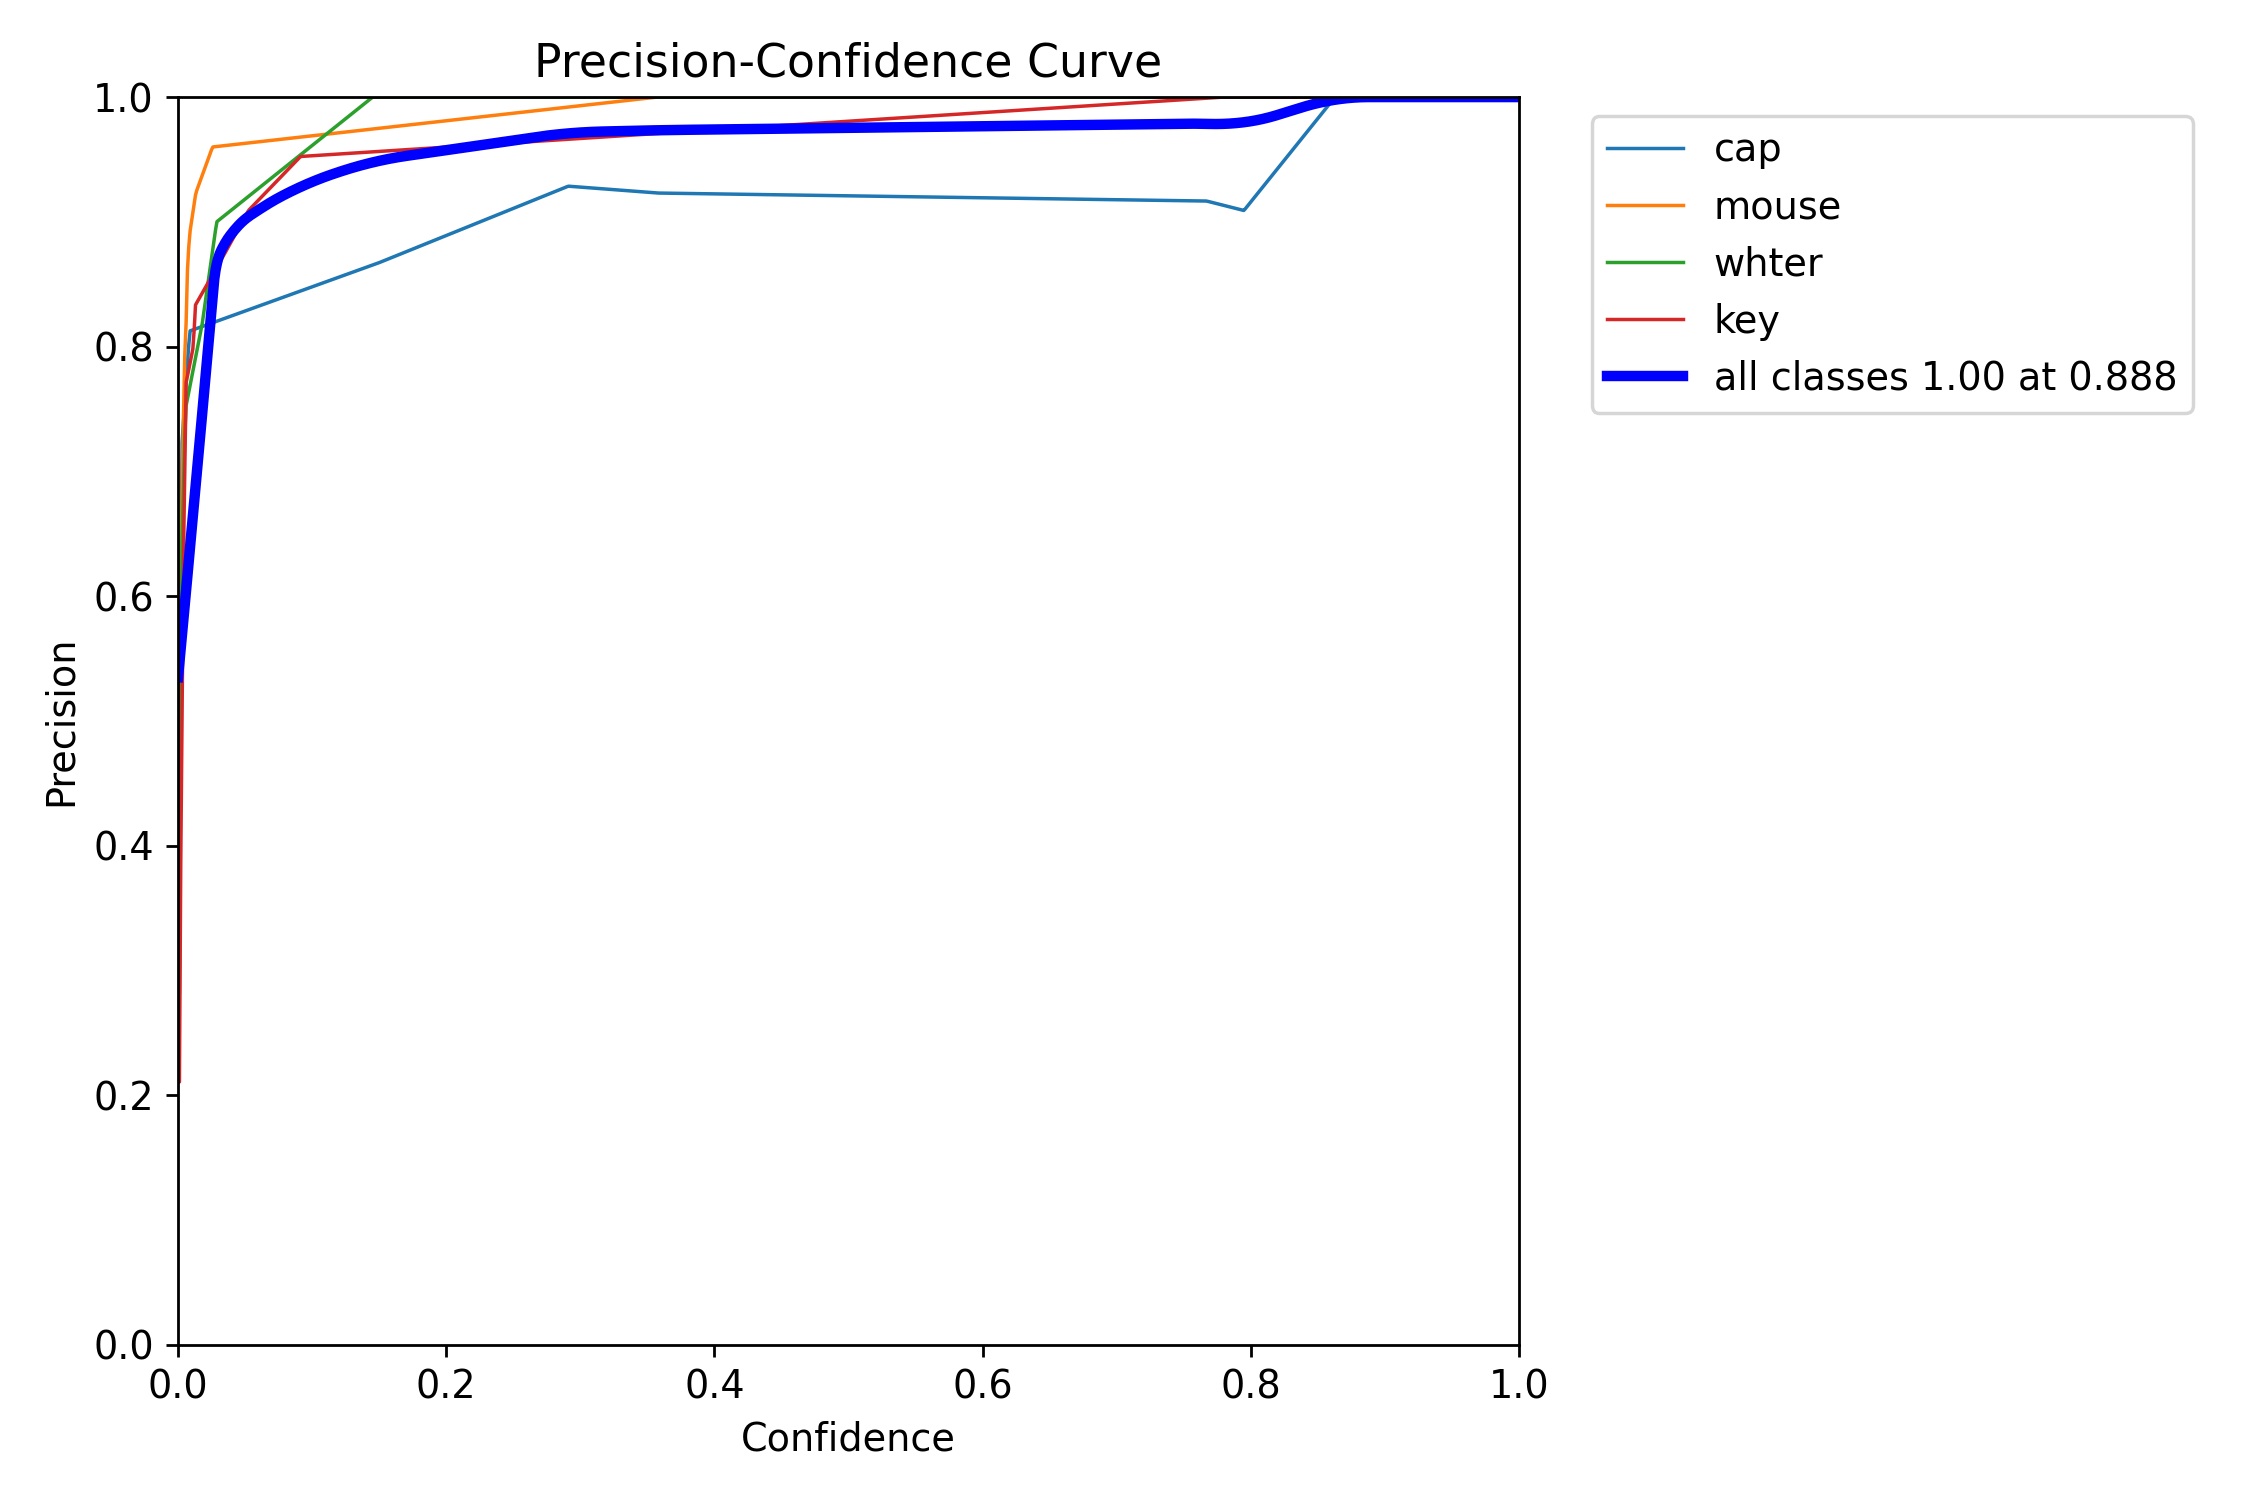 Precision-Confidence Curve
1.0
0.8
0.6
0.4
0.2
0.0
Precision
0.0 0.2 0.4 0.6 0.8 1.0
Confidence
cap
mouse
whter
key
all classes 1.00 at 0.888